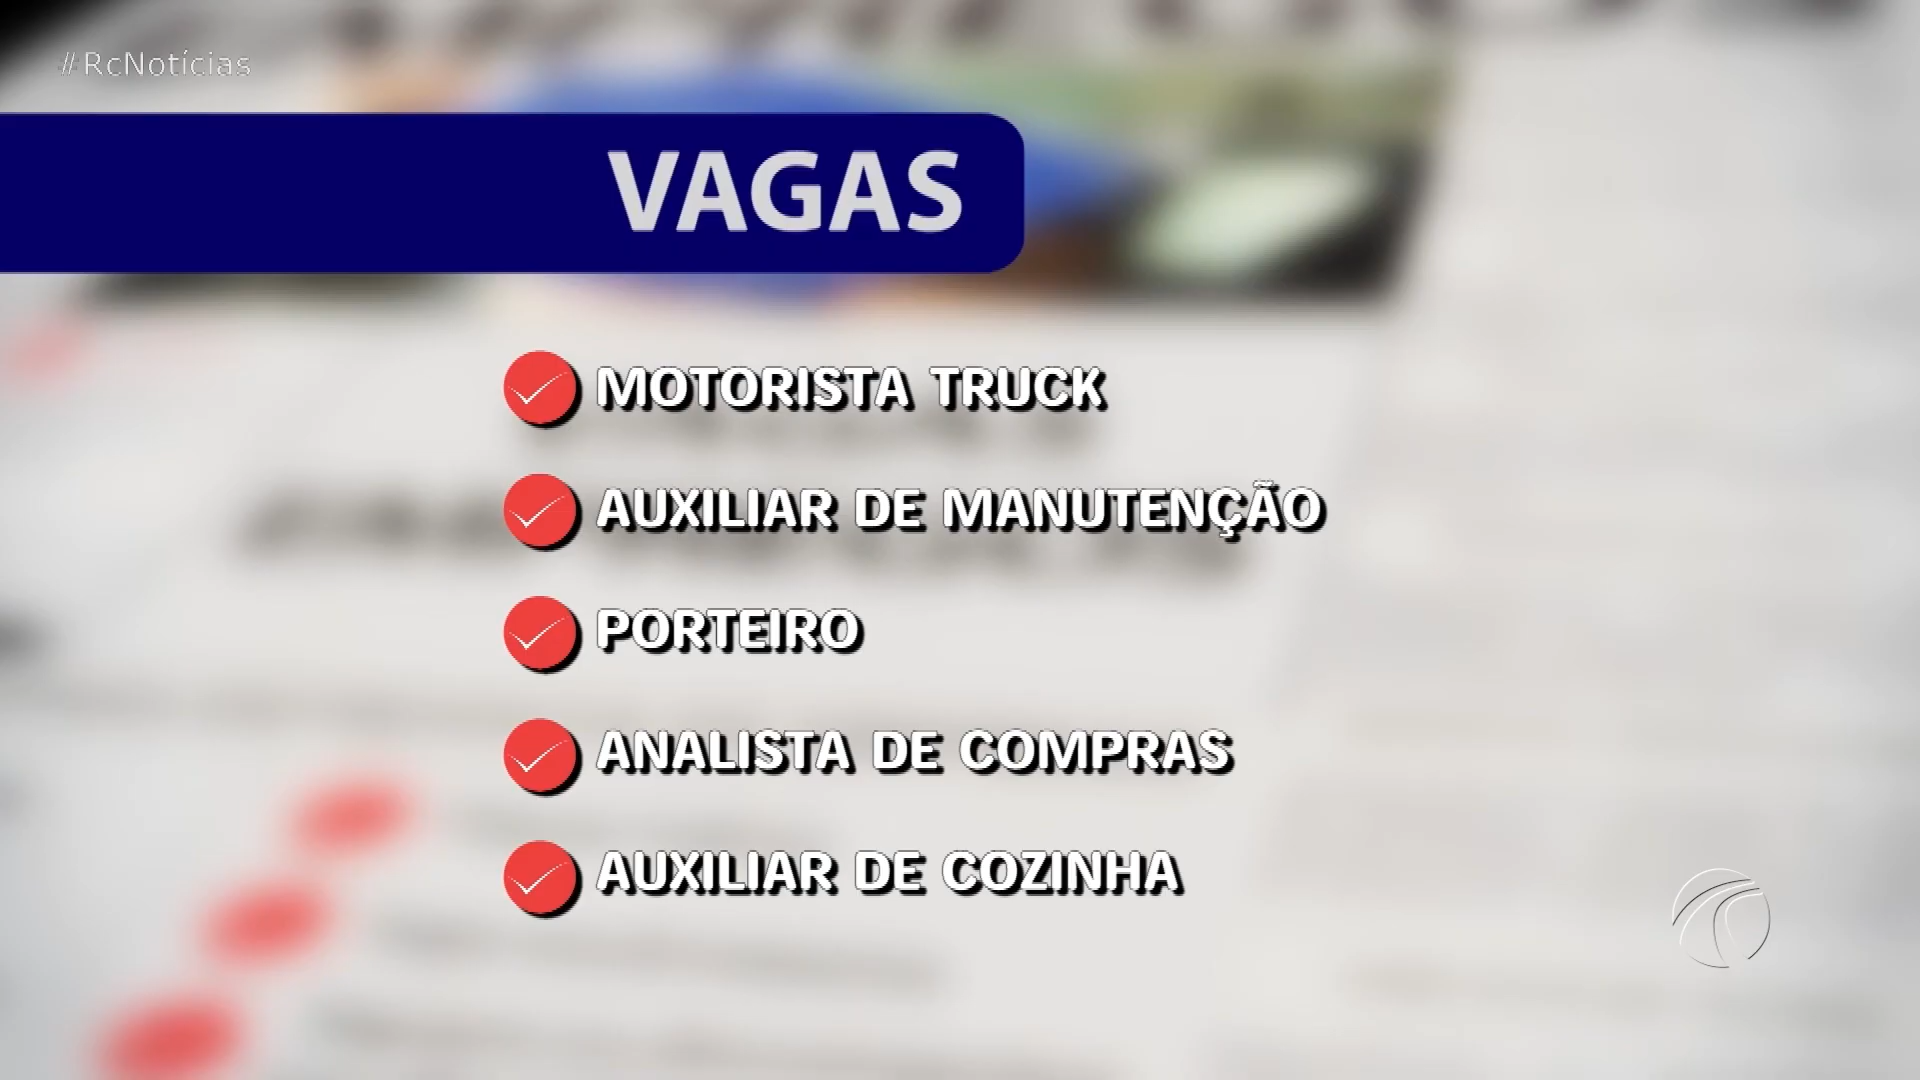 #RcNotícias
VAGAS
MOTORISTA TRUCK
AUXILIAR DE MANUTENÇÃO
PORTEIRO
ANALISTA DE COMPRAS
AUXILIAR DE COZINHA